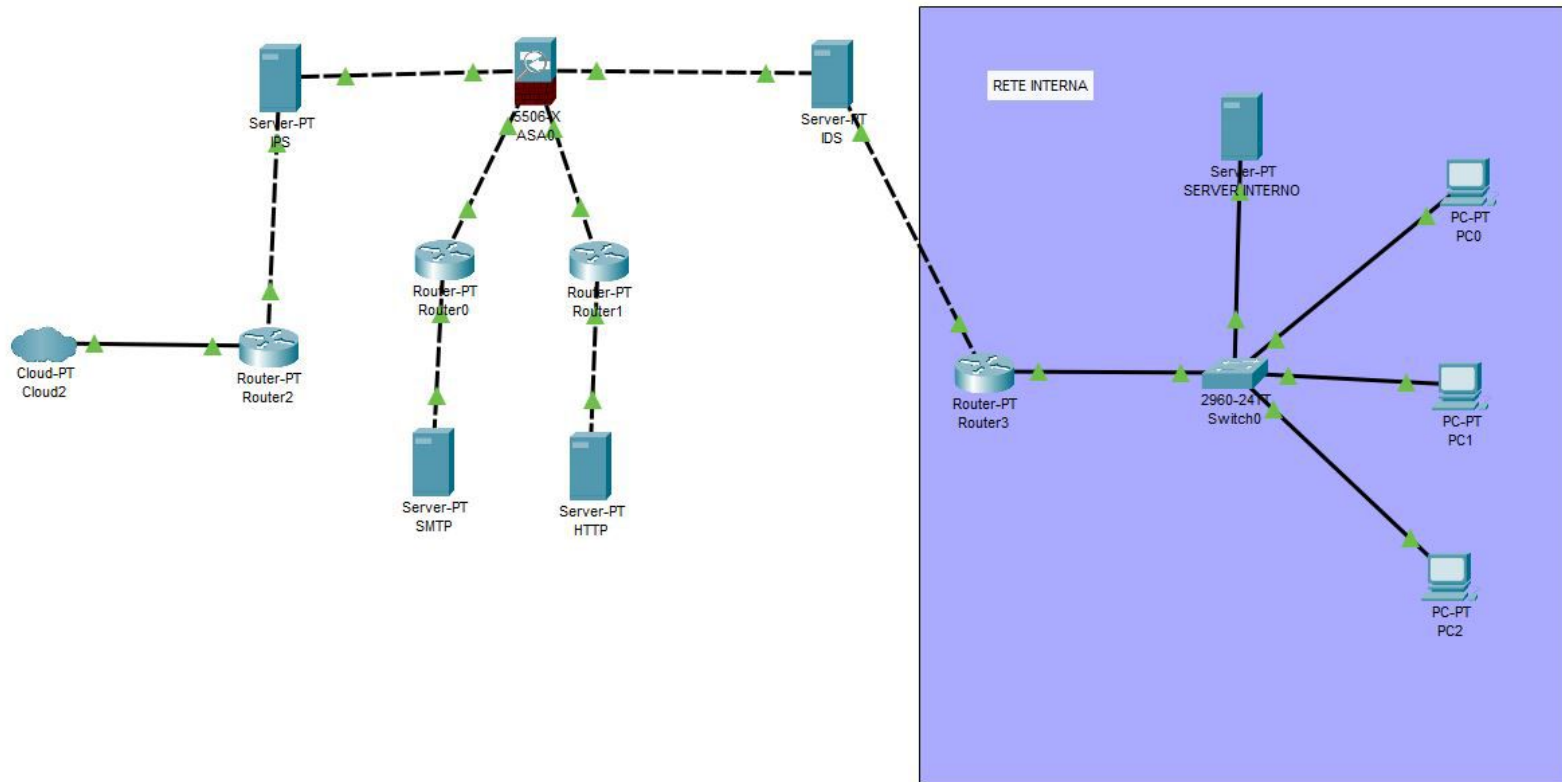 RETE INTERNA
Server-PT
IPS
5506-X
ASA0
Server-PT
IDS
Server-PT
SERVER INTERNO
PC-PT
PC0
Router-PT
Router0
Router-PT
Router1
Cloud-PT
Cloud2
Router-PT
Router2
Router-PT
Router3
2960-24TT
Switch0
PC-PT
PC1
Server-PT
SMTP
Server-PT
HTTP
PC-PT
PC2